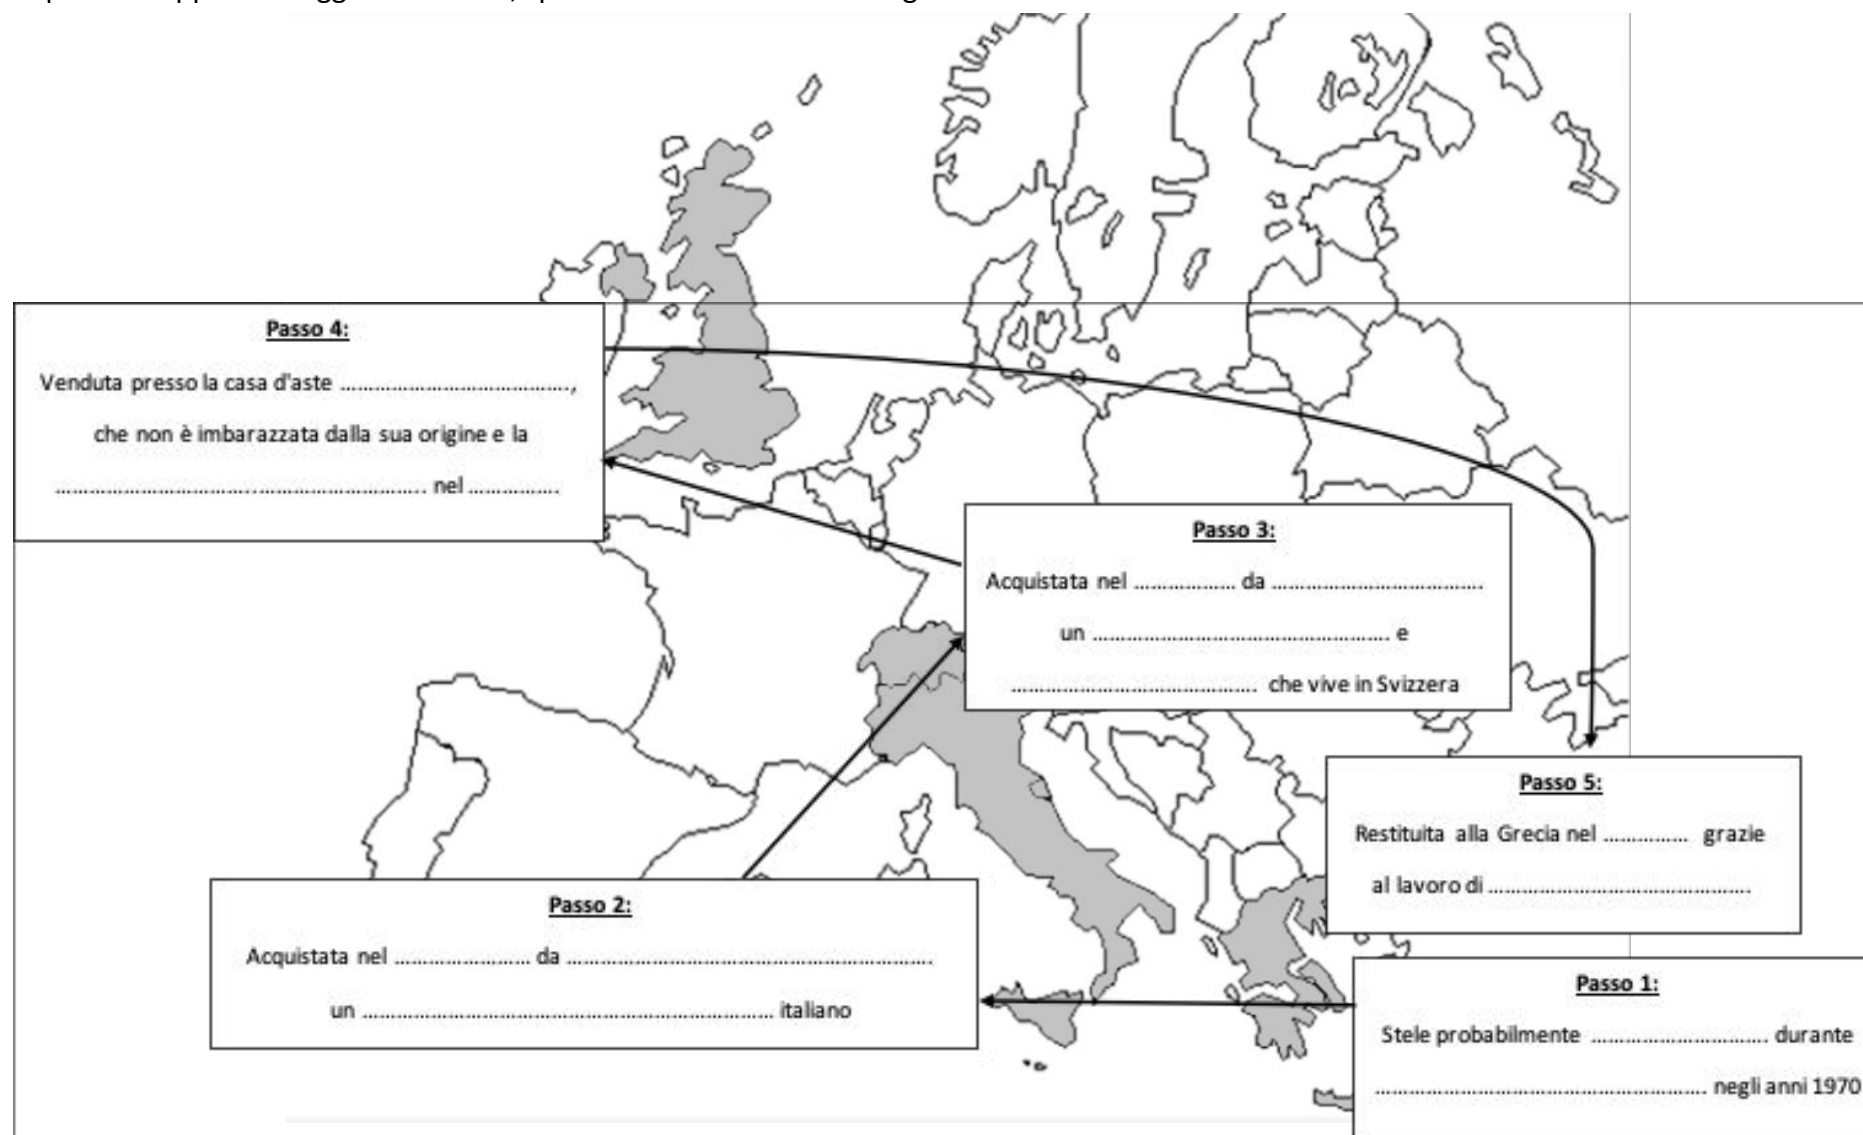 Passo 4:
Venduta presso la casa d'aste ……………………………………,
che non è imbarazzata dalla sua origine e la
…………………………………………………………… nel ……………
Passo 3:
Acquistata nel ……………… da ………………………………
un …………………………………………… e
…………………………………… che vive in Svizzera
Passo 5:
Restituita alla Grecia nel …………… grazie
al lavoro di ………………………………………
Passo 2:
Acquistata nel …………………… da ………………………………………………………
un ……………………………………………………………… italiano
Passo 1:
Stele probabilmente ………………………… durante
………………………………………………… negli anni 1970